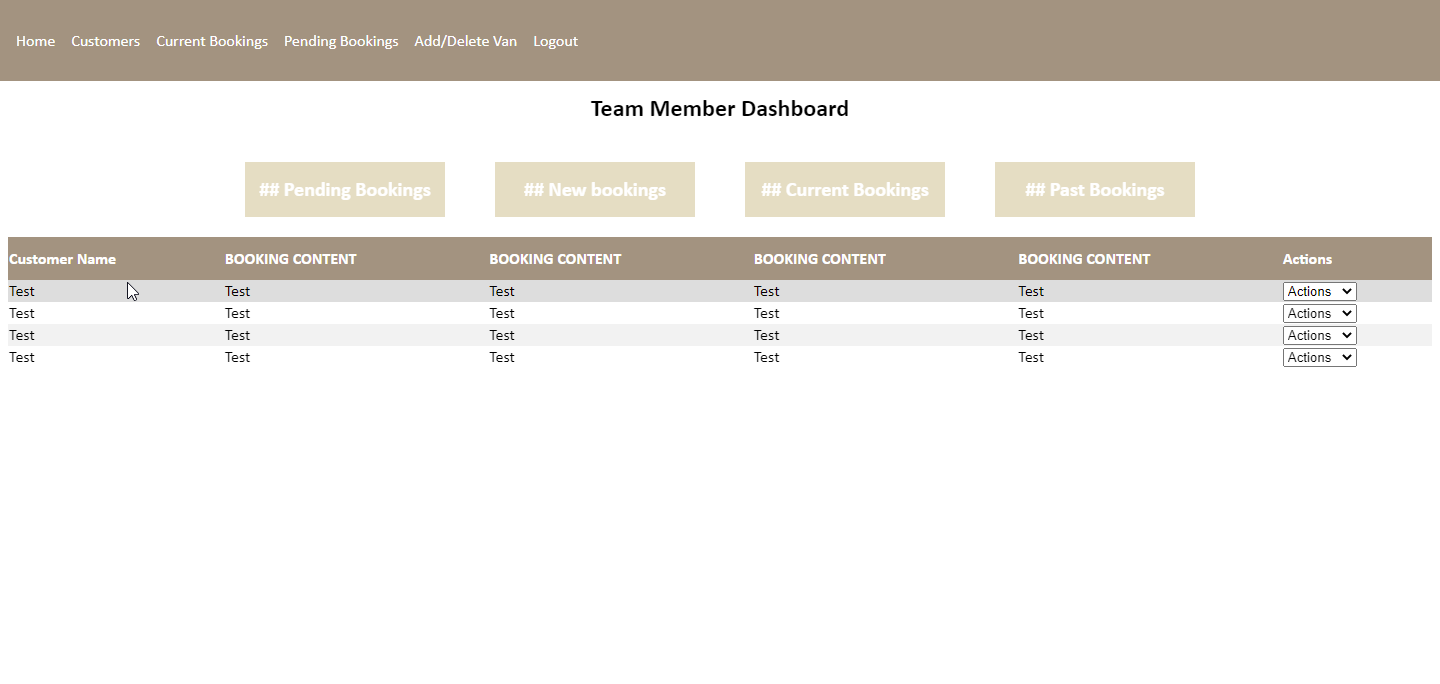 Home Customers Current Bookings Pending Bookings Add/Delete Van Logout
Team Member Dashboard
## Pending Bookings ## New bookings ## Current Bookings ## Past Bookings
Customer Name BOOKING CONTENT BOOKING CONTENT BOOKING CONTENT BOOKING CONTENT Actions
Test Test Test Test Test Actions
Test Test Test Test Test Actions
Test Test Test Test Test Actions
Test Test Test Test Test Actions